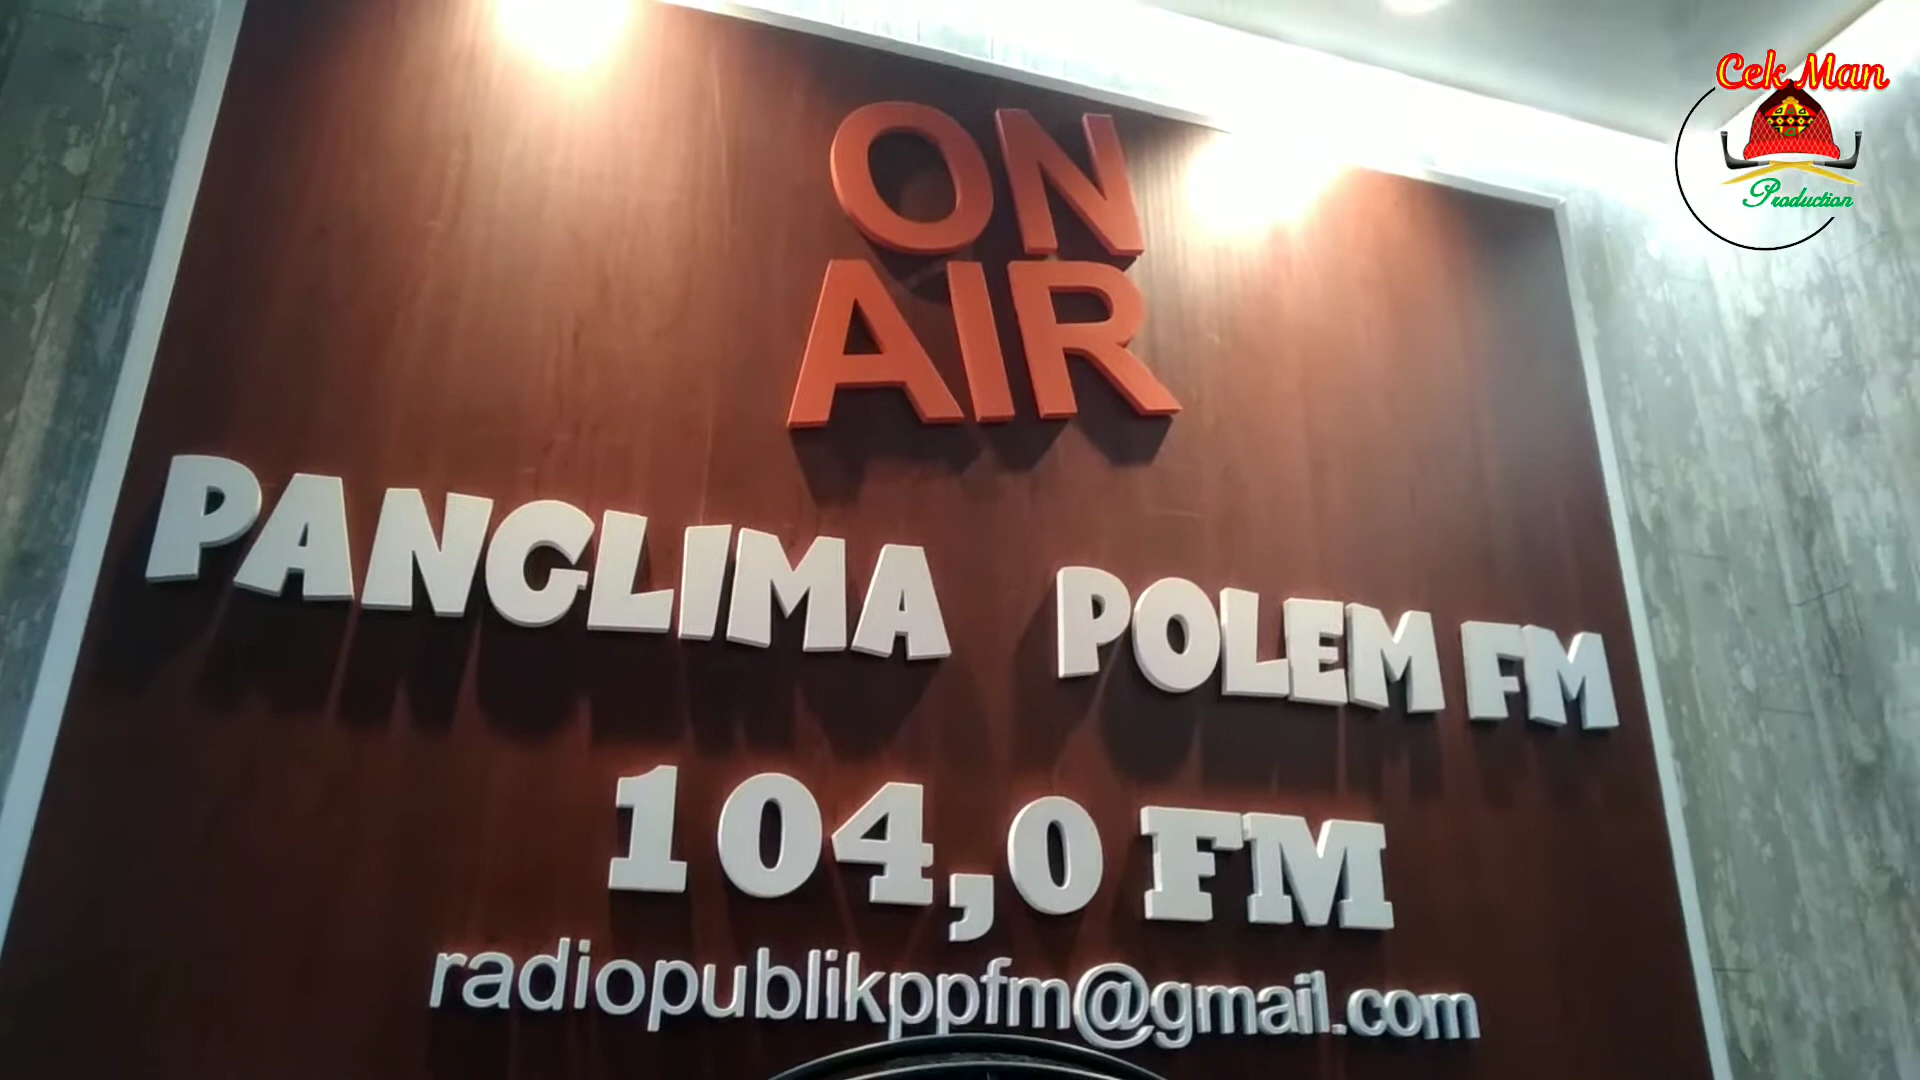 Cek Man
Production
ON
AIR
PANGLIMA POLEM FM
104,0 FM
radiopublikppfm@gmail.com